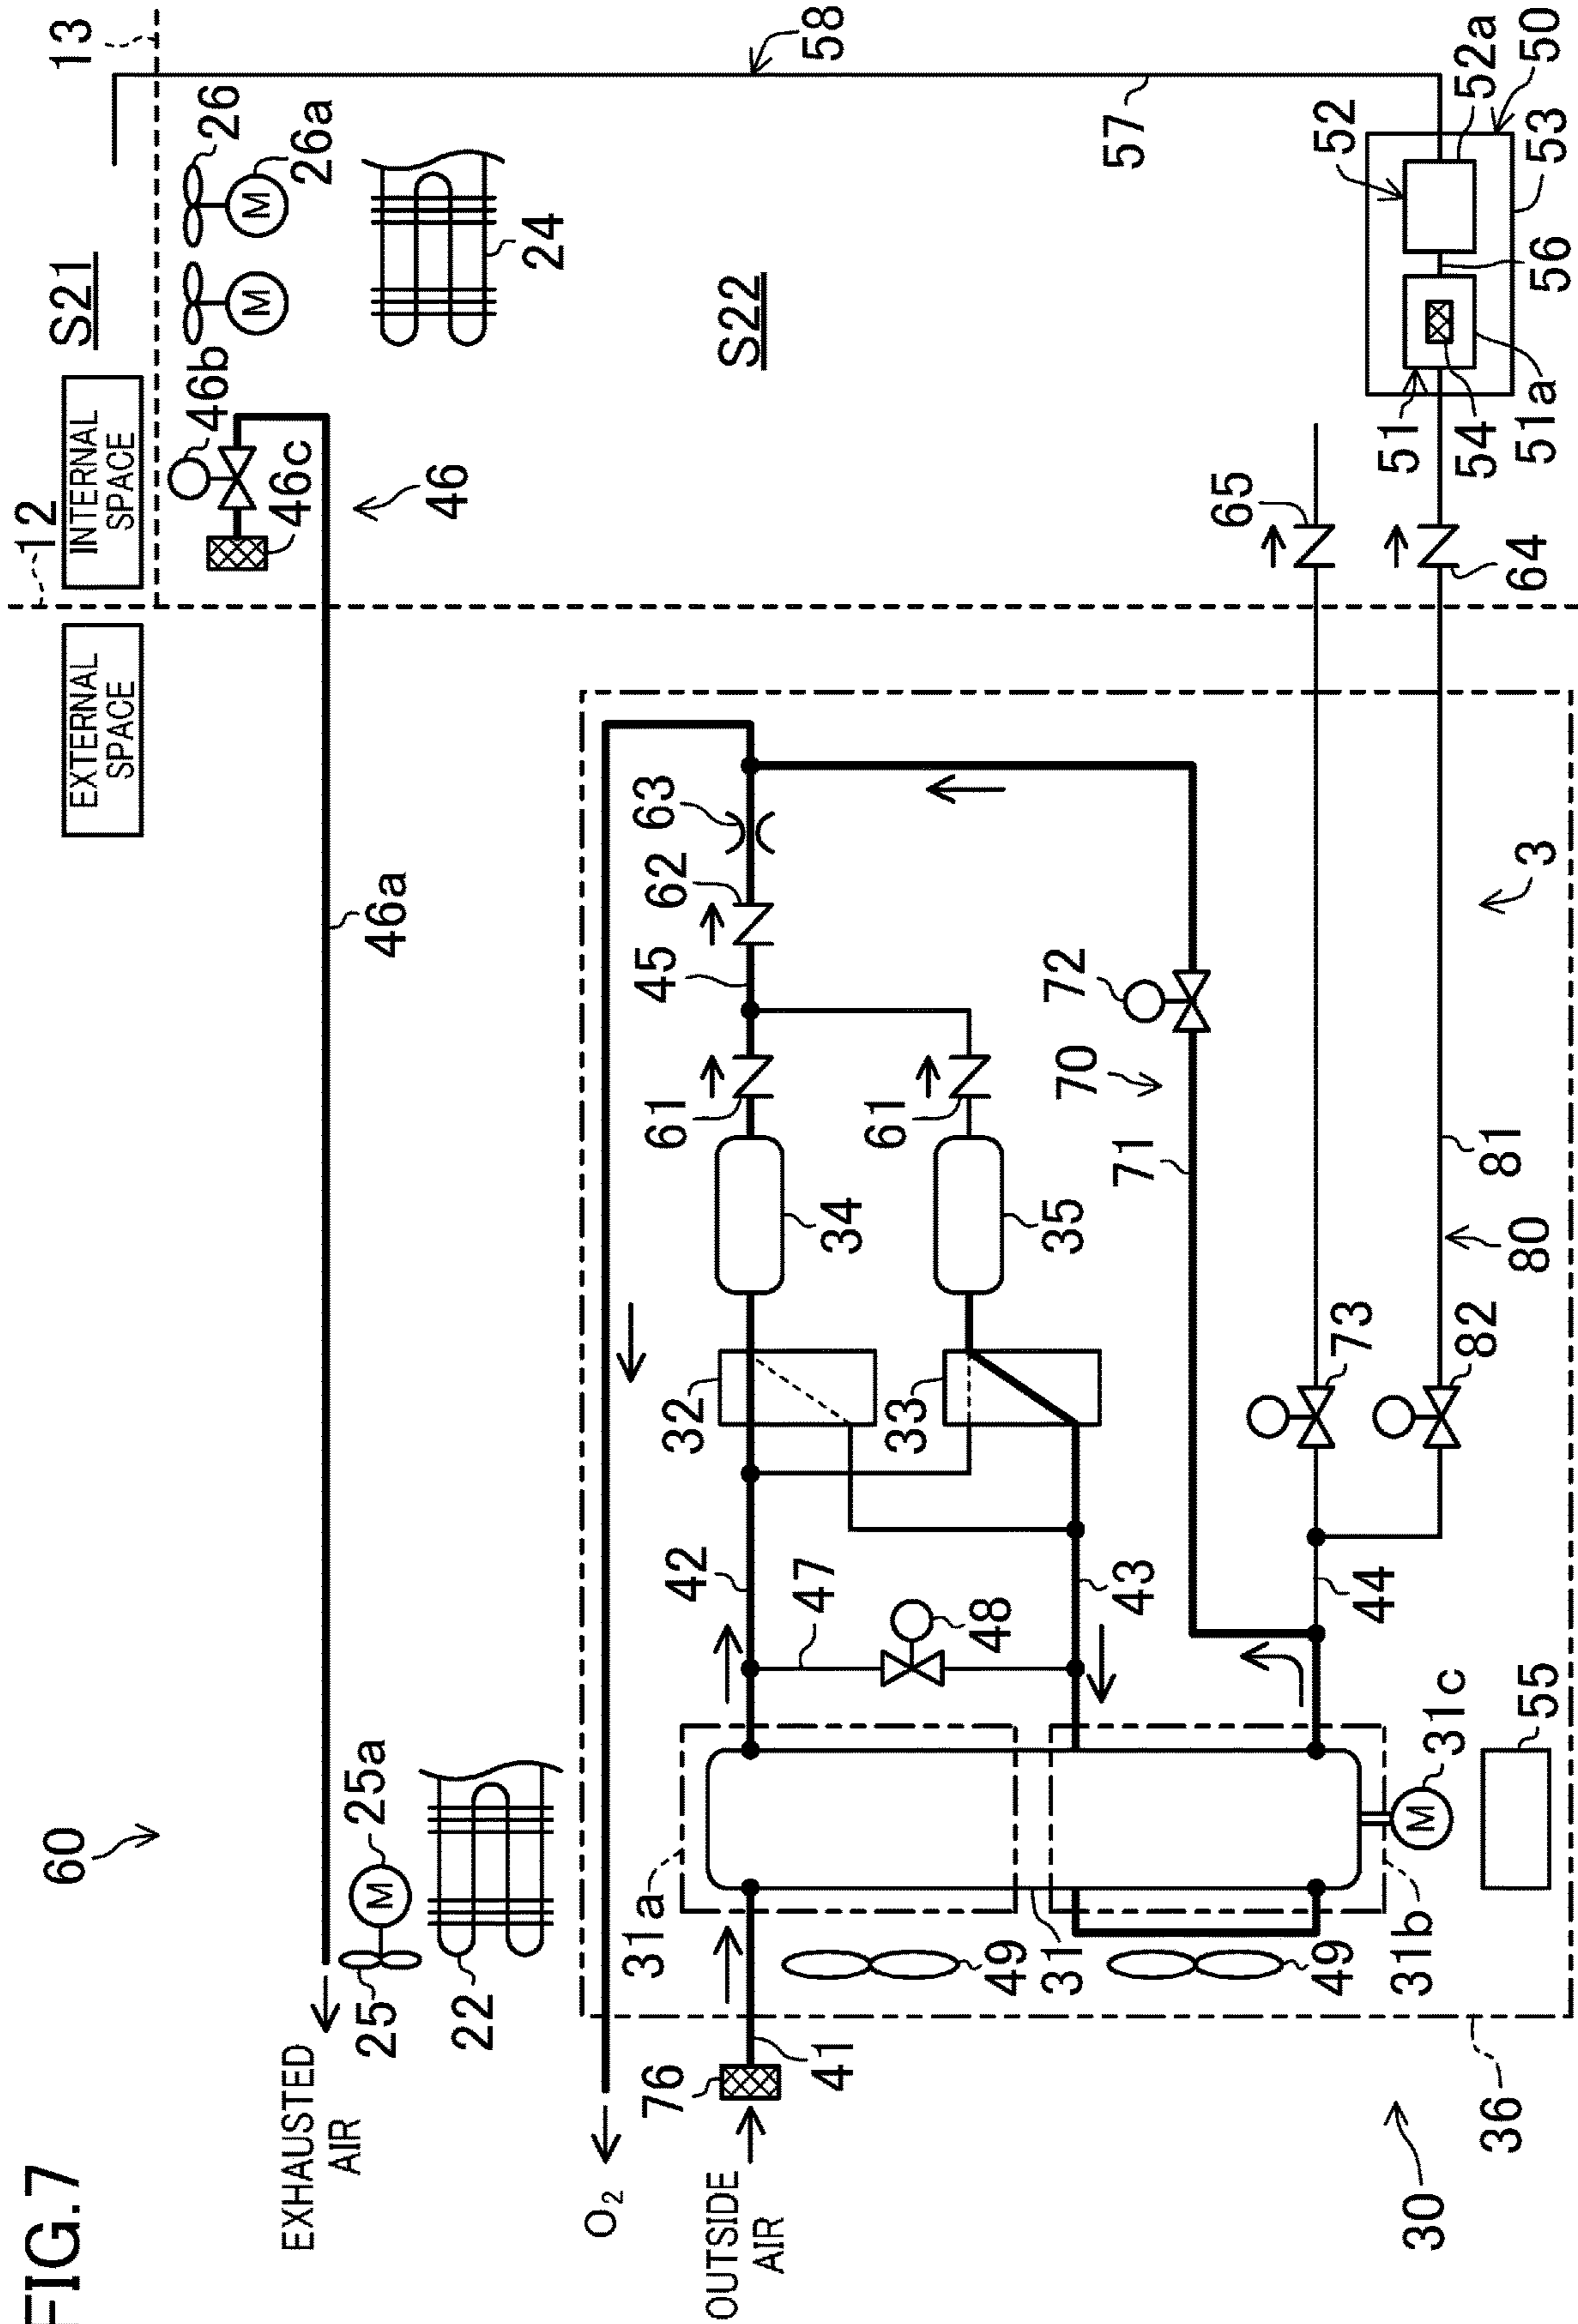 FIG.7
60
EXHAUSTED
AIR
25
25a
22
46a
EXTERNAL
SPACE
12
INTERNAL
SPACE
S21
13
46b
46c
46
M
M
26
26a
24
S22
58
57
O₂
OUTSIDE
AIR
76
41
31a
49
31
49
31b
M
31c
55
M
42
47
48
43
44
32
33
34
35
61
61
45
62
63
70
71
72
73
82
80
81
3
65
64
51
54
51a
56
52
52a
50
53
30
36